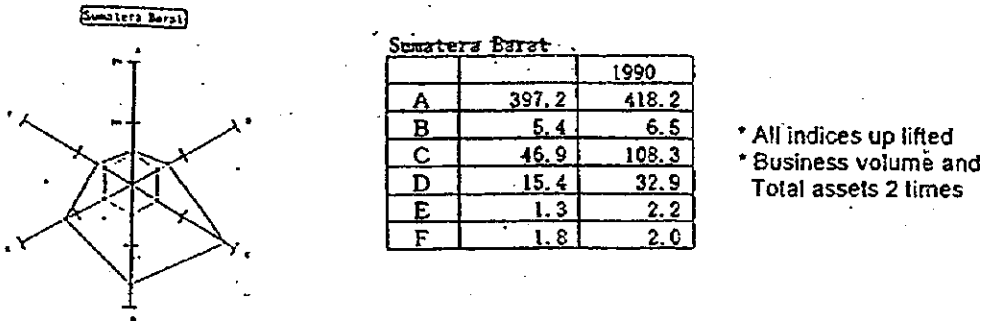 Sumatera Barat
Sumatera Barat
1990
A 397.2 418.2
B 5.4 6.5
C 46.9 108.3
D 15.4 32.9
E 1.3 2.2
F 1.8 2.0
* All indices up lifted
* Business volume and
Total assets 2 times